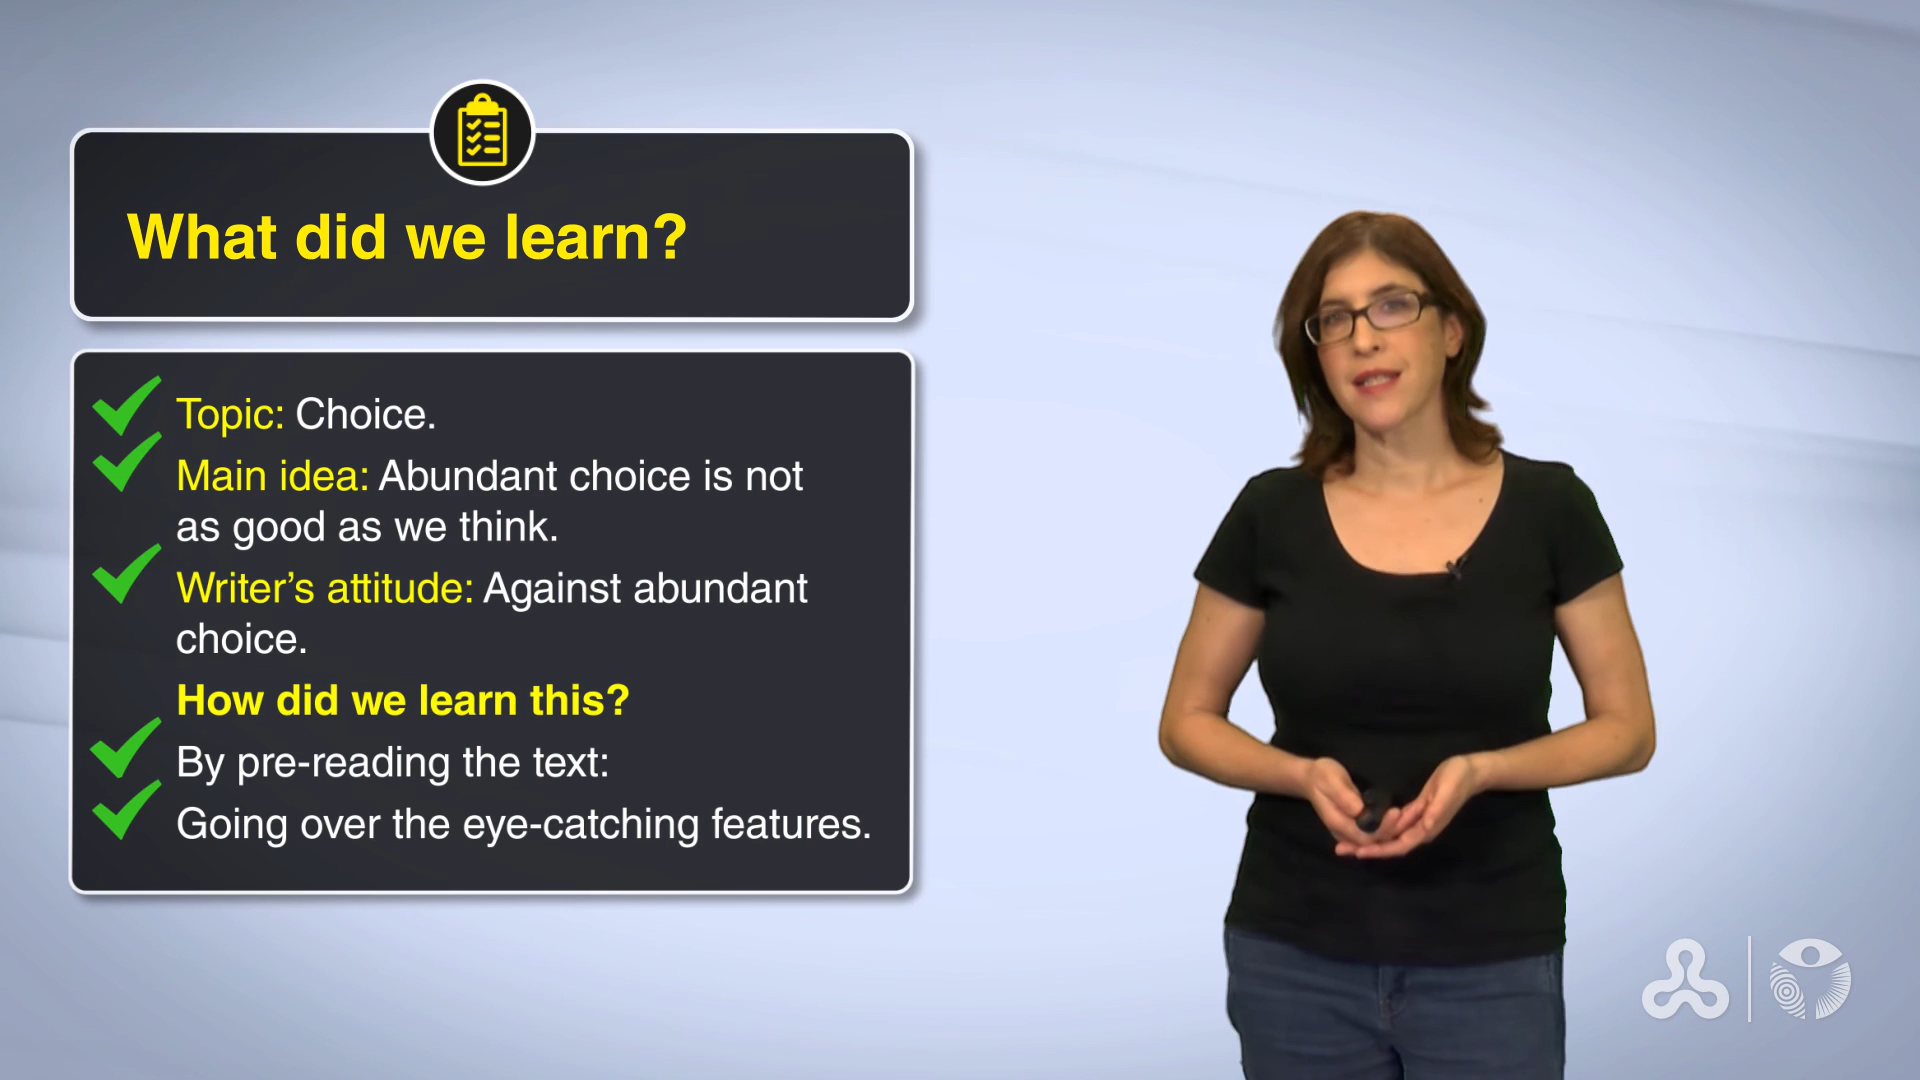 What did we learn?
Topic: Choice.
Main idea: Abundant choice is not
as good as we think.
Writer’s attitude: Against abundant
choice.
How did we learn this?
By pre-reading the text:
Going over the eye-catching features.